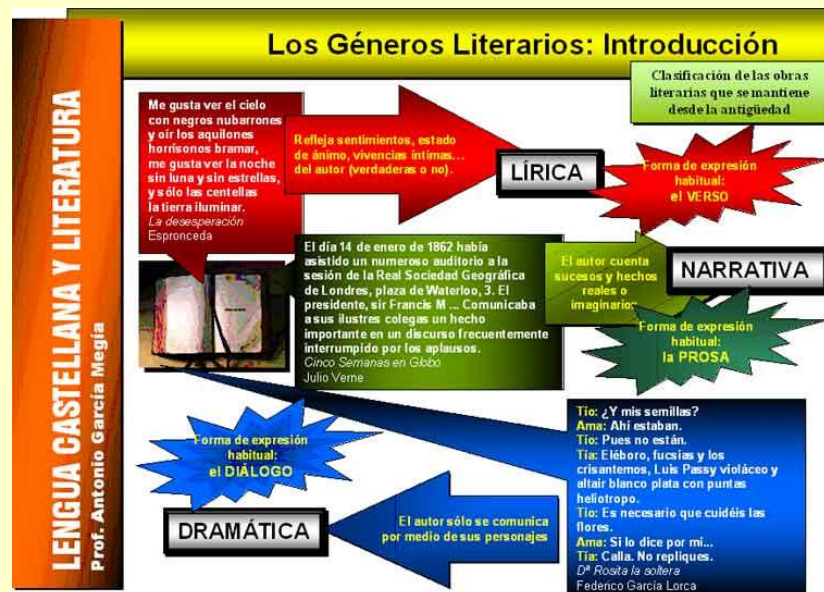 Los Géneros Literarios: Introducción
LENGUA CASTELLANA Y LITERATURA
Prof. Antonio García Megía
Clasificación de las obras
literarias que se mantiene
desde la antigüedad
Me gusta ver el cielo
con negros nubarrones
y oír los aquilones
horrísonos bramar,
me gusta ver la noche
sin luna y sin estrellas,
y sólo las centellas
la tierra iluminar.
La desesperación
Espronceda
Refleja sentimientos, estado
de ánimo, vivencias íntimas...
del autor (verdaderas o no).
LÍRICA
Forma de expresión
habitual:
el VERSO
El día 14 de enero de 1862 había
asistido un numeroso auditorio a la
sesión de la Real Sociedad Geográfica
de Londres, plaza de Waterloo, 3. El
presidente, sir Francis M ... Comunicaba
a sus ilustres colegas un hecho
importante en un discurso frecuentemente
interrumpido por los aplausos.
Cinco Semanas en Globo
Julio Verne
El autor cuenta
sucesos y hechos
reales o
imaginarios
NARRATIVA
Forma de expresión
habitual:
la PROSA
Tío: ¿Y mis semillas?
Ama: Ahí estaban.
Tío: Pues no están.
Tía: Eléboro, fucsias y los
crisantemos, Luis Passy violáceo y
altair blanco plata con puntas
heliotropo.
Tío: Es necesario que cuidéis las
flores.
Ama: Si lo dice por mí...
Tía: Calla. No repliques.
Dª Rosita la soltera
Federico García Lorca
El autor sólo se comunica
por medio de sus personajes
Forma de expresión
habitual:
el DIÁLOGO
DRAMÁTICA